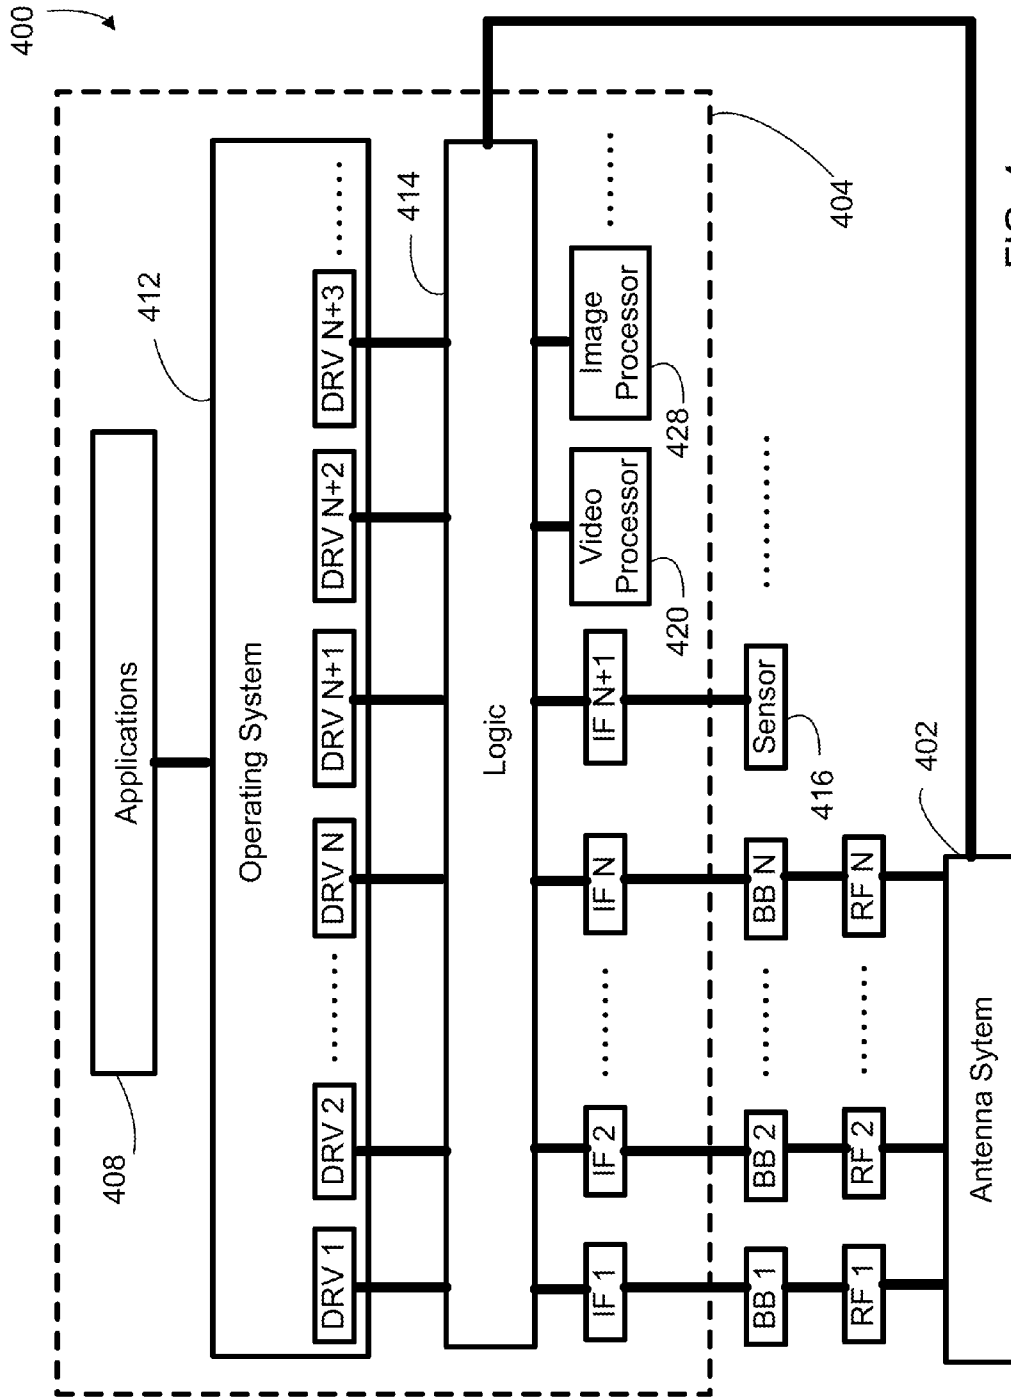 400
Applications
408
412
Operating System
DRV 1
DRV 2
........
DRV N
DRV N+1
DRV N+2
DRV N+3
.......
414
Logic
IF 1
IF 2
........
IF N
IF N+1
Video
Processor
420
Image
Processor
428
.......
404
BB 1
BB 2
........
BB N
Sensor
416
..........
RF 1
RF 2
........
RF N
402
Antenna Sytem